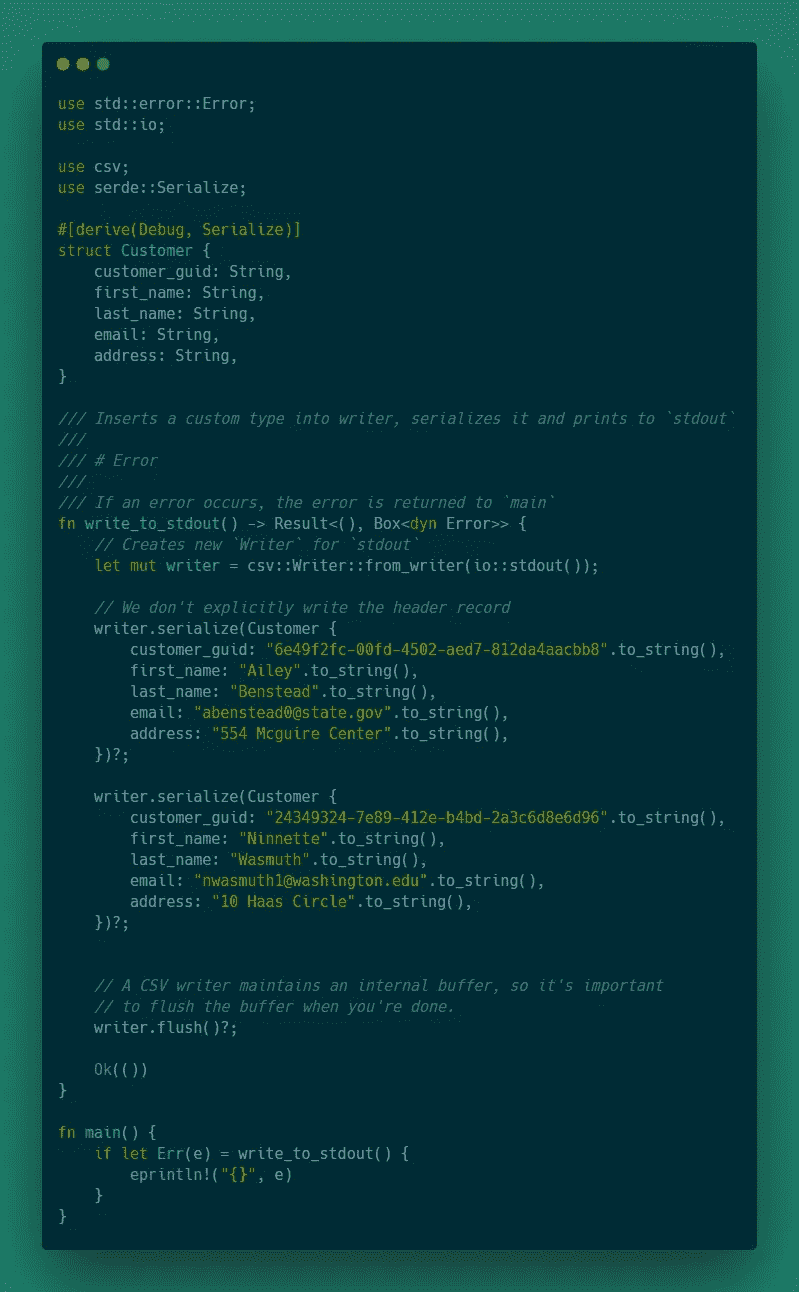 use std::error::Error;
use std::io;
use csv;
use serde::Serialize;
#[derive(Debug, Serialize)]
struct Customer {
    customer_guid: String,
    first_name: String,
    last_name: String,
    email: String,
    address: String,
}
/// Inserts a custom type into writer, serializes it and prints to `stdout`
///
/// # Error
///
/// If an error occurs, the error is returned to `main`
fn write_to_stdout() -> Result<(), Box<dyn Error>> {
    // Creates new `Writer` for `stdout`
    let mut writer = csv::Writer::from_writer(io::stdout());
    // We don't explicitly write the header record
    writer.serialize(Customer {
        customer_guid: "6e49f2fc-00fd-4502-aed7-812da4aacbb8".to_string(),
        first_name: "Ailey".to_string(),
        last_name: "Benstead".to_string(),
        email: "abenstead0@state.gov".to_string(),
        address: "554 Mcguire Center".to_string(),
    })?;
    writer.serialize(Customer {
        customer_guid: "24349324-7e89-412e-b4bd-2a3c6d8e6d96".to_string(),
        first_name: "Ninnette".to_string(),
        last_name: "Wasmuth".to_string(),
        email: "nwasmuth1@washington.edu".to_string(),
        address: "10 Haas Circle".to_string(),
    })?;
    // A CSV writer maintains an internal buffer, so it's important
    // to flush the buffer when you're done.
    writer.flush()?;
    Ok(())
}
fn main() {
    if let Err(e) = write_to_stdout() {
        eprintln!("{}", e)
    }
}